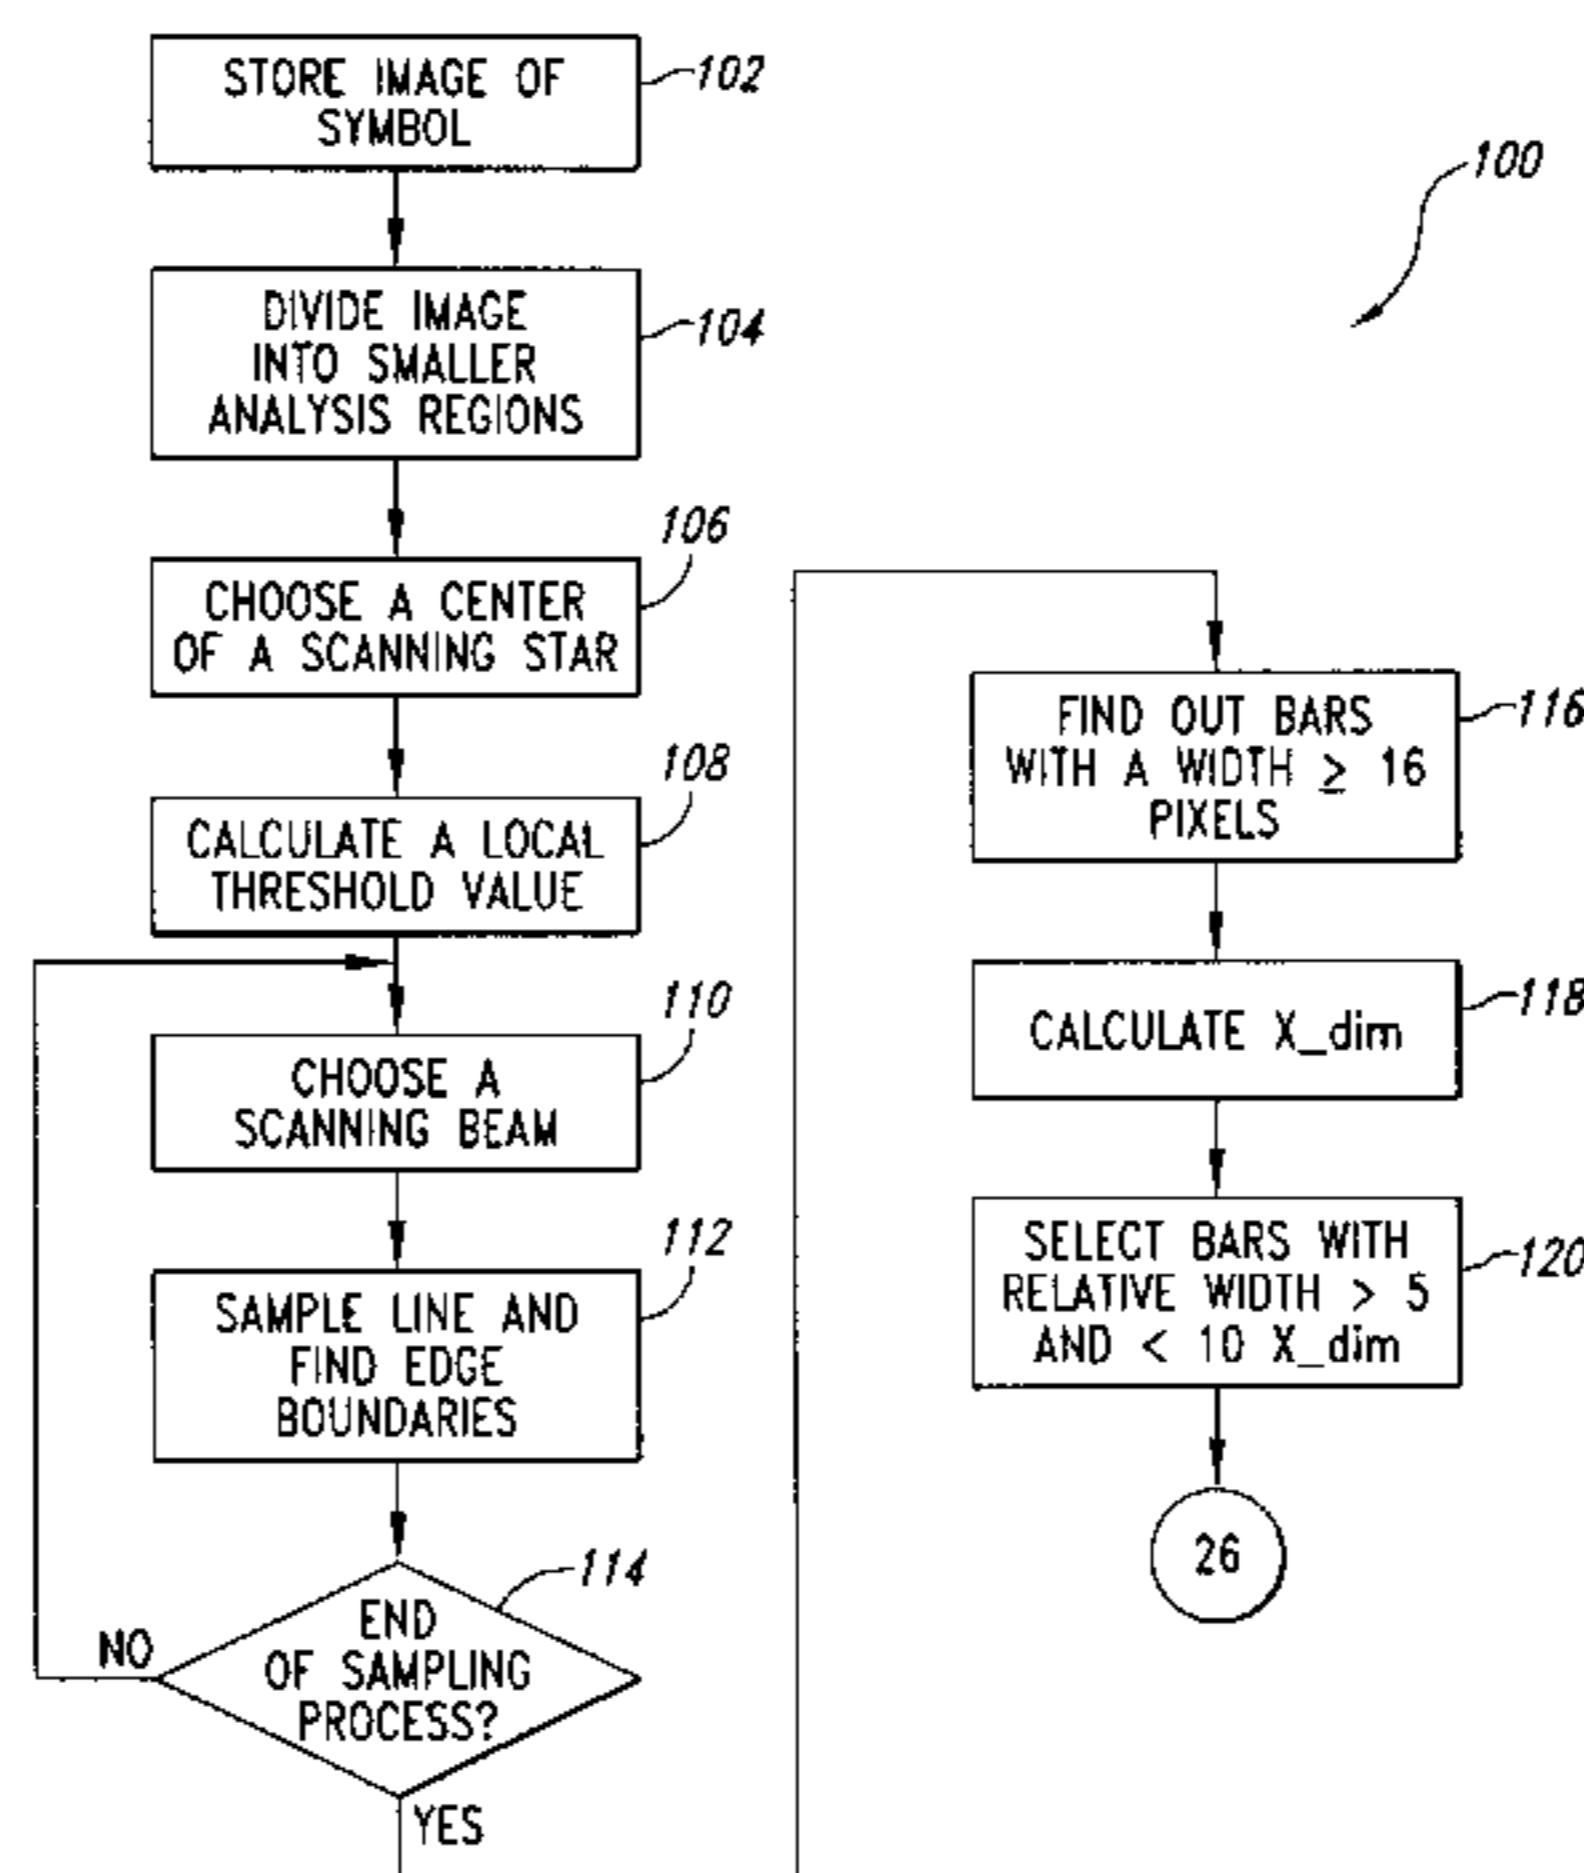 STORE IMAGE OF
SYMBOL
102
100
DIVIDE IMAGE
INTO SMALLER
ANALYSIS REGIONS
104
106
CHOOSE A CENTER
OF A SCANNING STAR
108
CALCULATE A LOCAL
THRESHOLD VALUE
110
CHOOSE A
SCANNING BEAM
112
SAMPLE LINE AND
FIND EDGE
BOUNDARIES
114
END
OF SAMPLING
PROCESS?
NO
YES
FIND OUT BARS
WITH A WIDTH ≥ 16
PIXELS
116
CALCULATE X_dim
118
SELECT BARS WITH
RELATIVE WIDTH > 5
AND < 10 X_dim
120
26